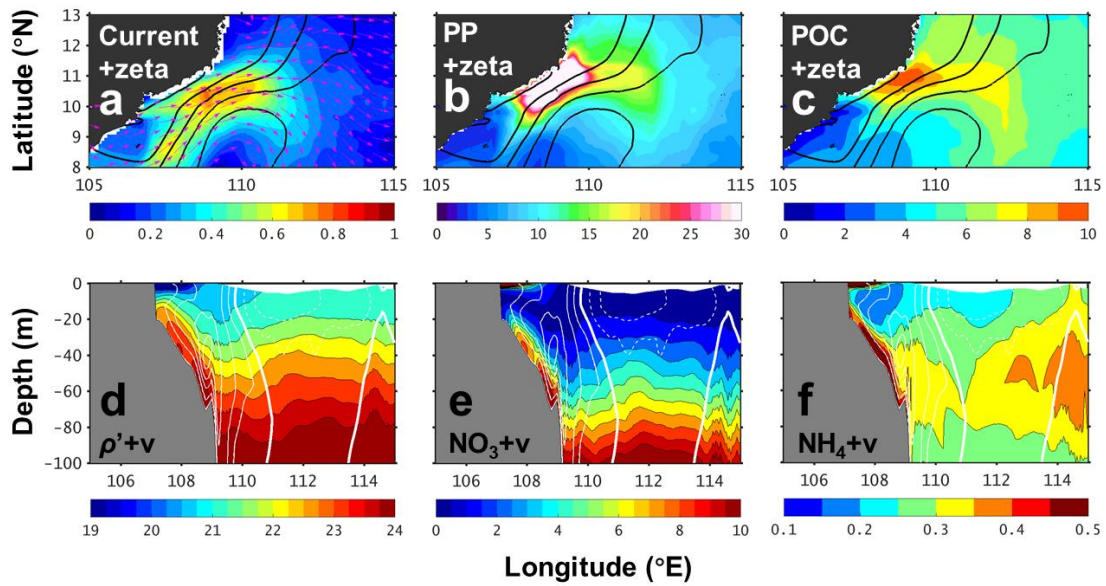 Latitude (°N)
13
12
11
10
9
8
Current
+zeta
a
105 110 115
0 0.2 0.4 0.6 0.8 1
PP
+zeta
b
105 110 115
0 5 10 15 20 25 30
POC
+zeta
c
105 110 115
0 2 4 6 8 10
Depth (m)
0
−20
−40
−60
−80
−100
d
ρ’+v
106 108 110 112 114
19 20 21 22 23 24
e
NO₃+v
106 108 110 112 114
0 2 4 6 8 10
f
NH₄+v
106 108 110 112 114
0.1 0.2 0.3 0.4 0.5
Longitude (°E)